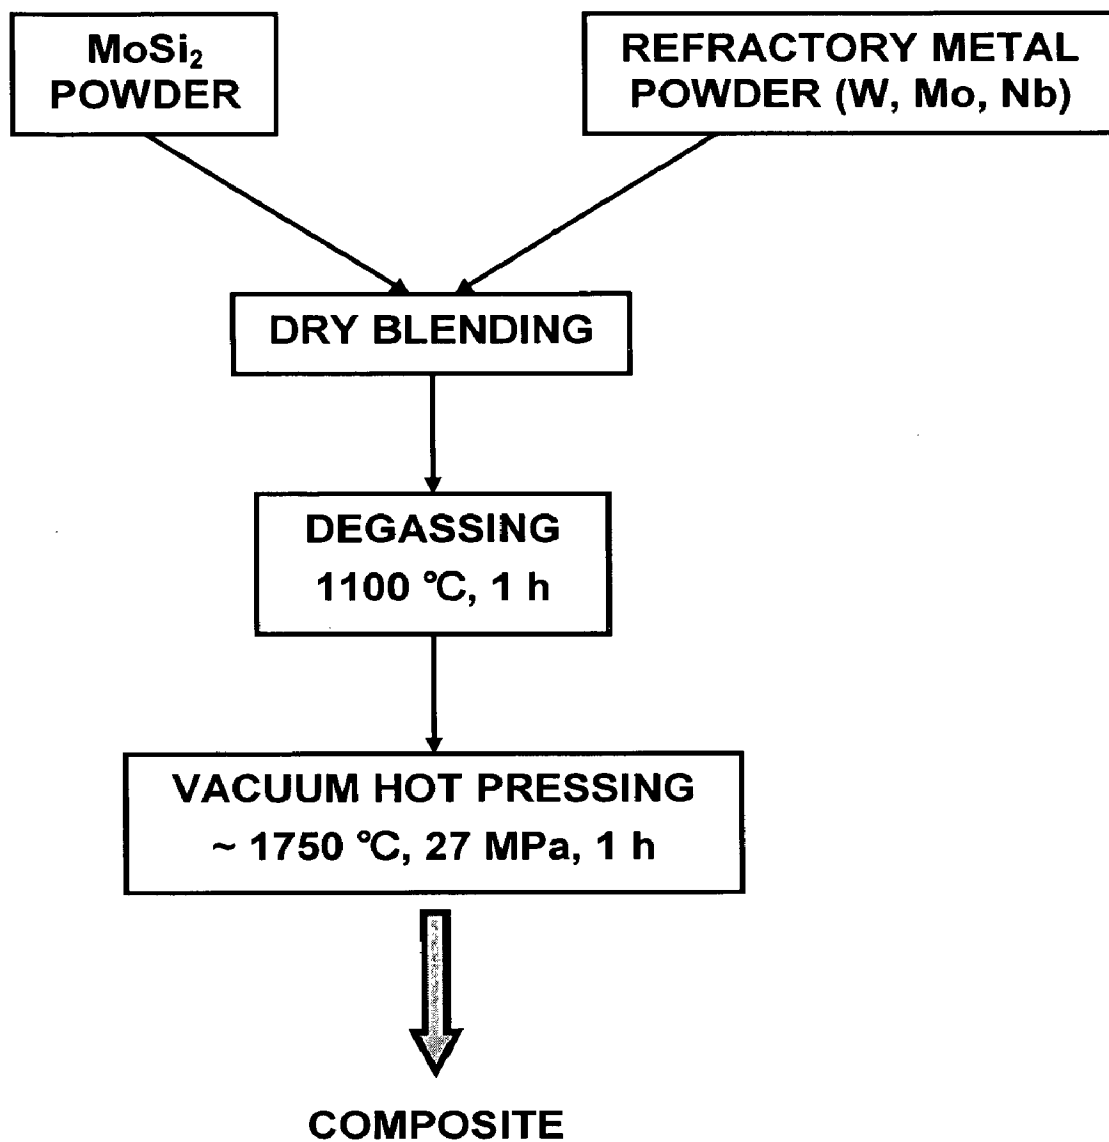 MoSi₂
POWDER
REFRACTORY METAL
POWDER (W, Mo, Nb)
DRY BLENDING
DEGASSING
1100 ℃, 1 h
VACUUM HOT PRESSING
~ 1750 ℃, 27 MPa, 1 h
COMPOSITE